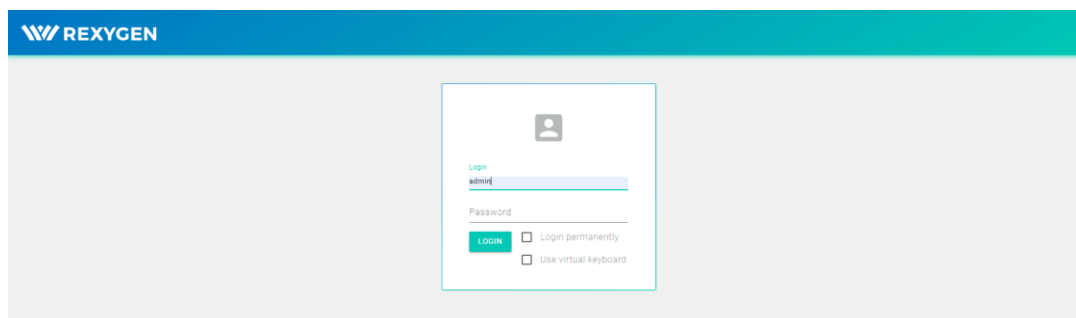 REXYGEN
Login
admin
Password
LOGIN
Login permanently
Use virtual keyboard